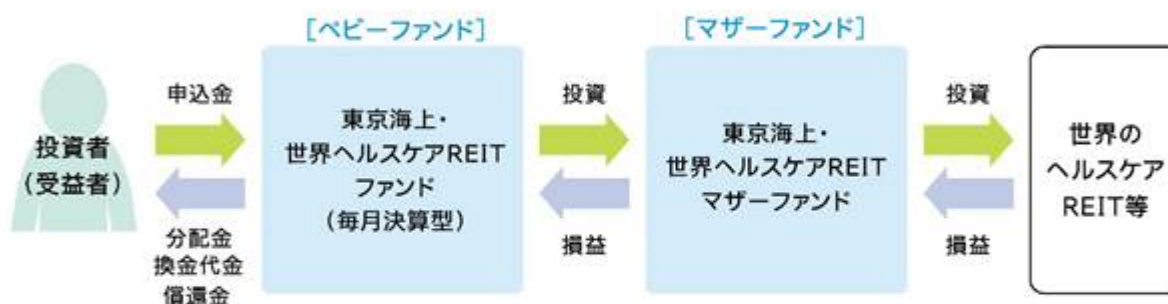 [ベビーファンド]
[マザーファンド]
投資者
(受益者)
申込金
分配金
換金代金
償還金
東京海上・
世界ヘルスケアREIT
ファンド
(毎月決算型)
投資
損益
東京海上・
世界ヘルスケアREIT
マザーファンド
投資
損益
世界の
ヘルスケア
REIT等